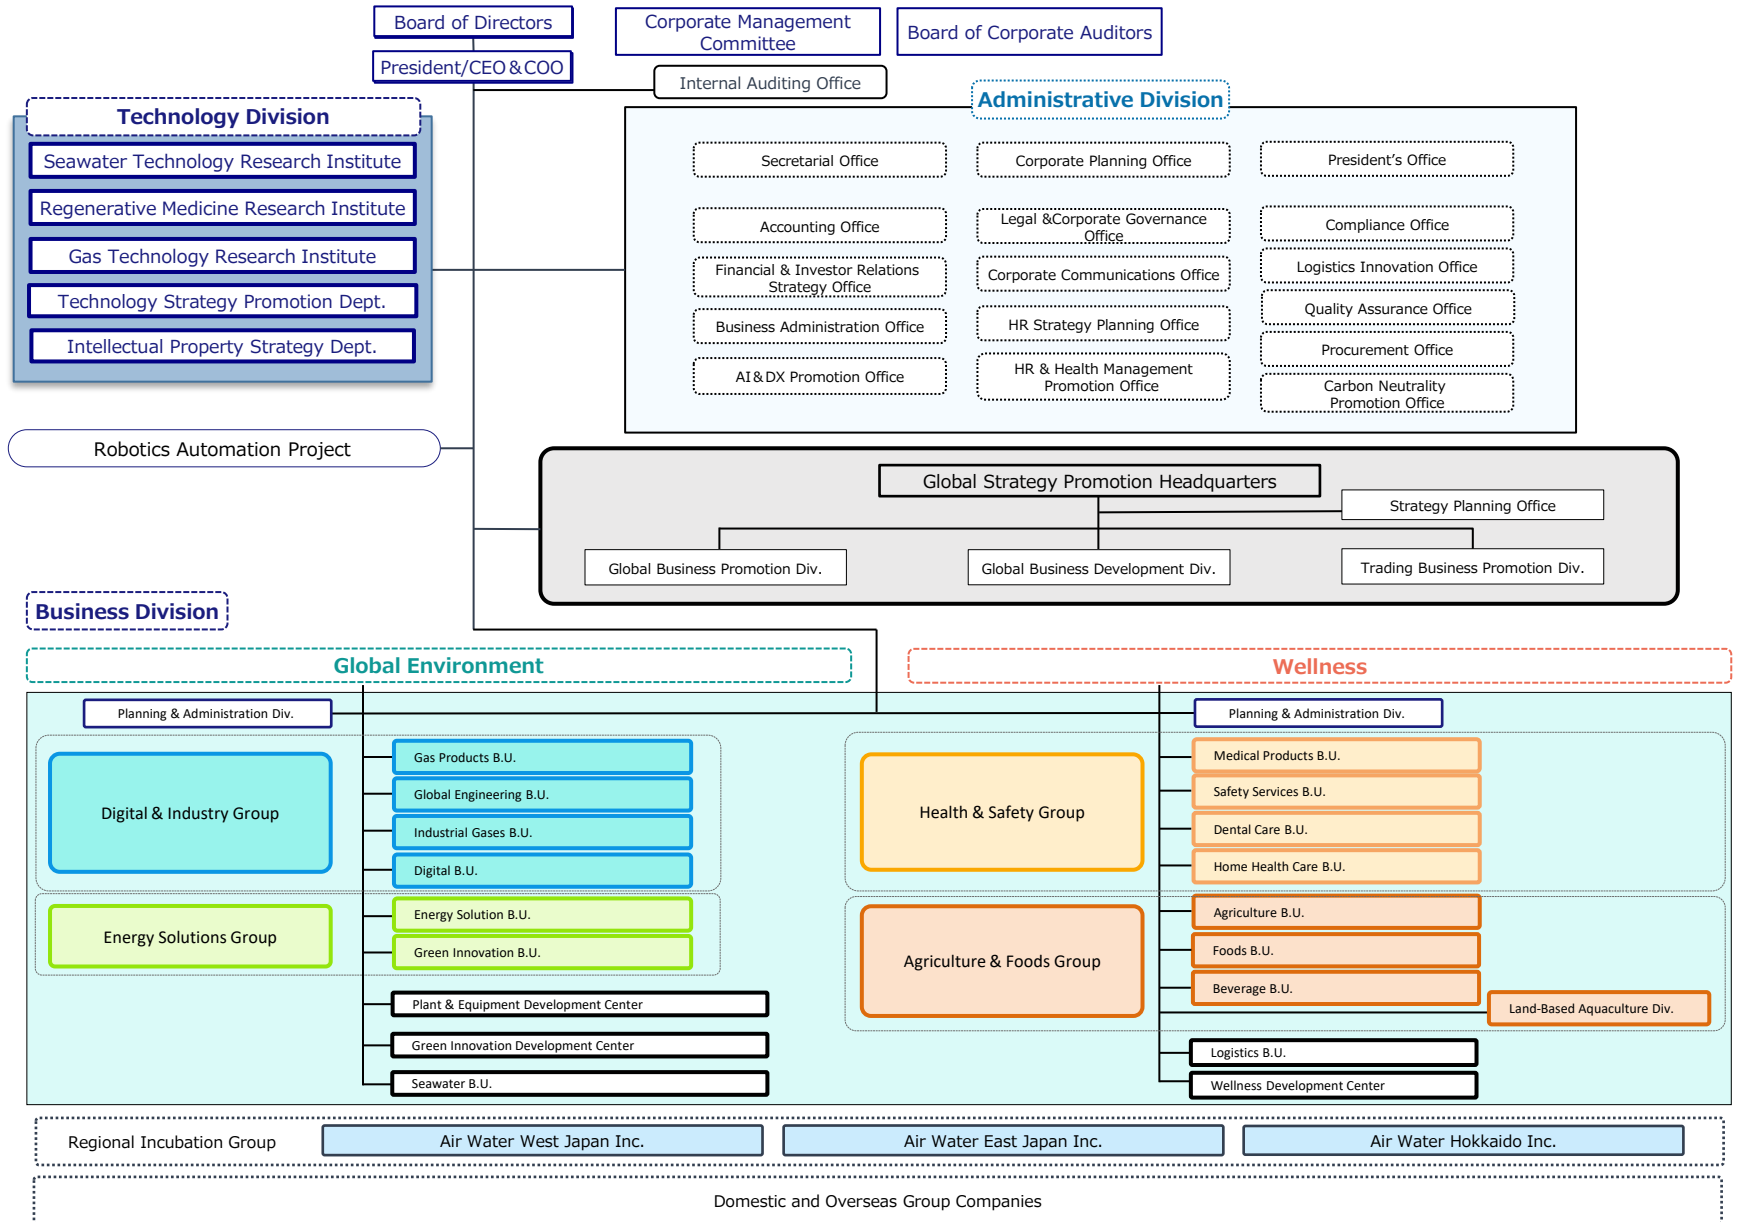 Board of Directors
Corporate Management
Committee
Board of Corporate Auditors
President/CEO&COO
Internal Auditing Office
Technology Division
Seawater Technology Research Institute
Regenerative Medicine Research Institute
Gas Technology Research Institute
Technology Strategy Promotion Dept.
Intellectual Property Strategy Dept.
Administrative Division
Secretarial Office
Corporate Planning Office
President's Office
Accounting Office
Legal &Corporate Governance
Office
Compliance Office
Financial & Investor Relations
Strategy Office
Corporate Communications Office
Logistics Innovation Office
Business Administration Office
HR Strategy Planning Office
Quality Assurance Office
Procurement Office
AI&DX Promotion Office
HR & Health Management
Promotion Office
Carbon Neutrality
Promotion Office
Robotics Automation Project
Global Strategy Promotion Headquarters
Strategy Planning Office
Global Business Promotion Div.
Global Business Development Div.
Trading Business Promotion Div.
Business Division
Global Environment
Planning & Administration Div.
Digital & Industry Group
Gas Products B.U.
Global Engineering B.U.
Industrial Gases B.U.
Digital B.U.
Energy Solutions Group
Energy Solution B.U.
Green Innovation B.U.
Plant & Equipment Development Center
Green Innovation Development Center
Seawater B.U.
Wellness
Planning & Administration Div.
Health & Safety Group
Medical Products B.U.
Safety Services B.U.
Dental Care B.U.
Home Health Care B.U.
Agriculture & Foods Group
Agriculture B.U.
Foods B.U.
Beverage B.U.
Land-Based Aquaculture Div.
Logistics B.U.
Wellness Development Center
Regional Incubation Group
Air Water West Japan Inc.
Air Water East Japan Inc.
Air Water Hokkaido Inc.
Domestic and Overseas Group Companies